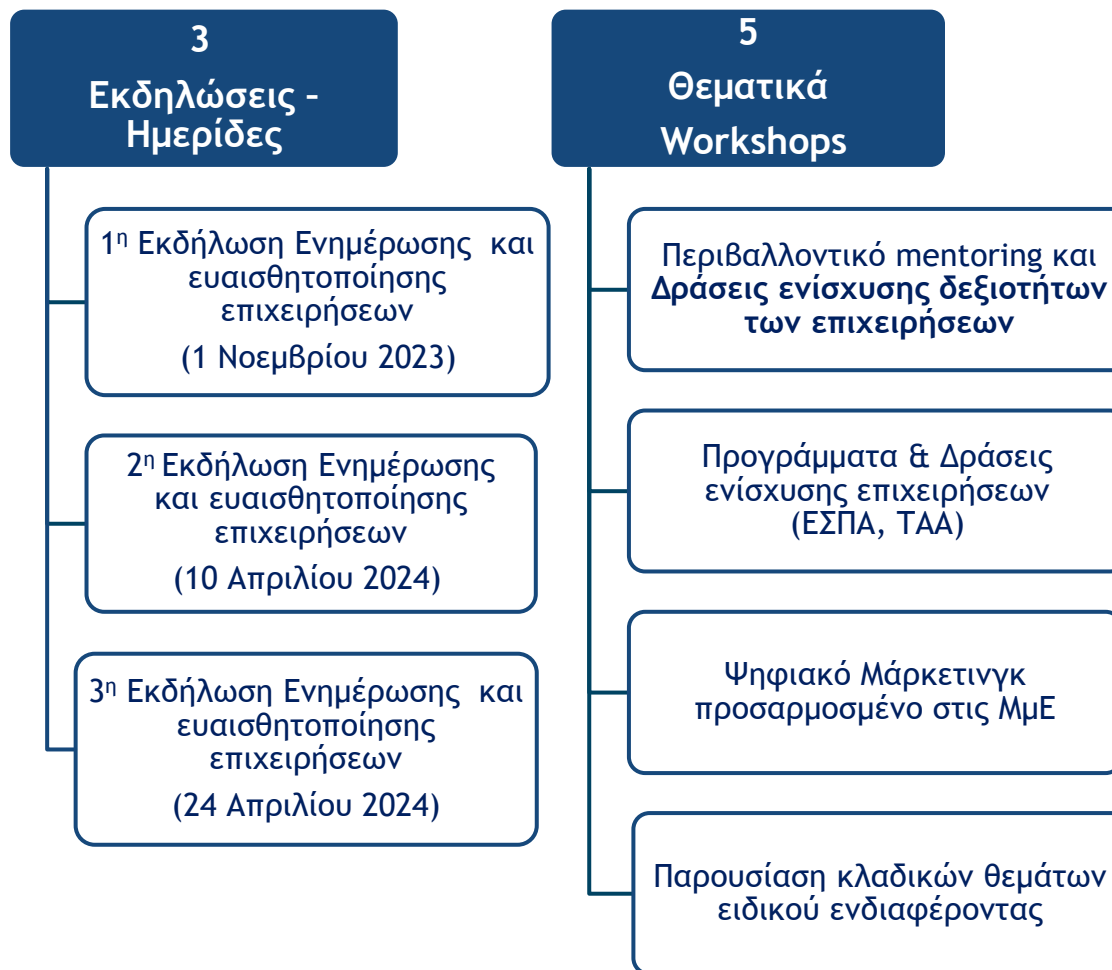 3
Εκδηλώσεις –
Ημερίδες
1η Εκδήλωση Ενημέρωσης και
ευαισθητοποίησης
επιχειρήσεων
(1 Νοεμβρίου 2023)
2η Εκδήλωση Ενημέρωσης
και ευαισθητοποίησης
επιχειρήσεων
(10 Απριλίου 2024)
3η Εκδήλωση Ενημέρωσης και
ευαισθητοποίησης
επιχειρήσεων
(24 Απριλίου 2024)
5
Θεματικά
Workshops
Περιβαλλοντικό mentoring και
Δράσεις ενίσχυσης δεξιοτήτων
των επιχειρήσεων
Προγράμματα & Δράσεις
ενίσχυσης επιχειρήσεων
(ΕΣΠΑ, ΤΑΑ)
Ψηφιακό Μάρκετινγκ
προσαρμοσμένο στις ΜμΕ
Παρουσίαση κλαδικών θεμάτων
ειδικού ενδιαφέροντας